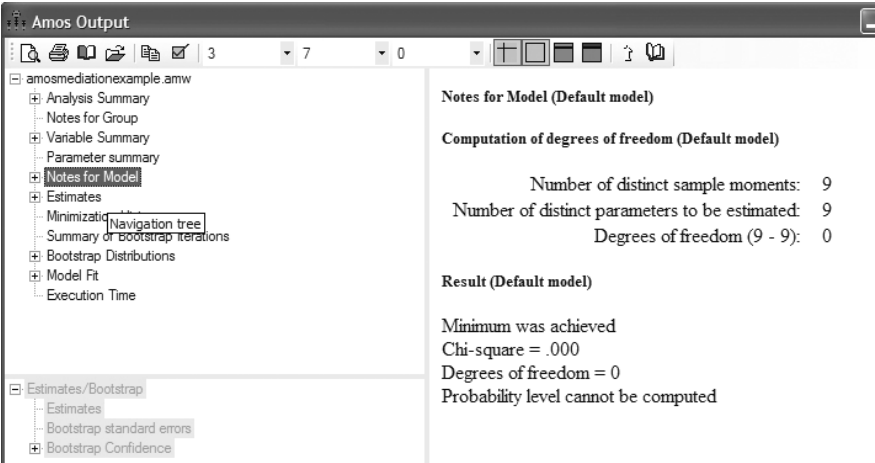 Amos Output
3 7 0
amosmediationexample.amw
Analysis Summary
Notes for Group
Variable Summary
Parameter summary
Notes for Model
Estimates
Navigation tree
Summary of Bootstrap Iterations
Bootstrap Distributions
Model Fit
Execution Time
Estimates/Bootstrap
Estimates
Bootstrap standard errors
Bootstrap Confidence
Notes for Model (Default model)
Computation of degrees of freedom (Default model)
Number of distinct sample moments: 9
Number of distinct parameters to be estimated: 9
Degrees of freedom (9 - 9): 0
Result (Default model)
Minimum was achieved
Chi-square = .000
Degrees of freedom = 0
Probability level cannot be computed